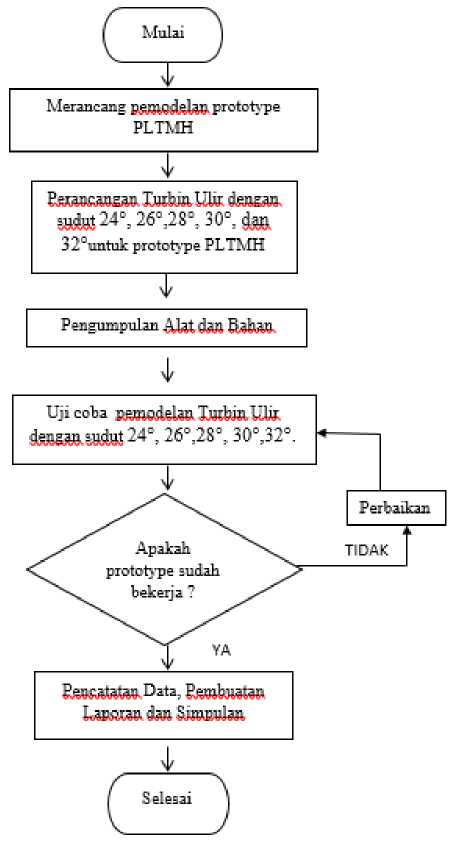 Mulai
Merancang pemodelan prototype
PLTMH
Perancangan Turbin Ulir dengan
sudut 24°, 26°,28°, 30°, dan
32°untuk prototype PLTMH
Pengumpulan Alat dan Bahan
Uji coba pemodelan Turbin Ulir
dengan sudut 24°, 26°,28°, 30°,32°.
Perbaikan
TIDAK
Apakah
prototype sudah
bekerja ?
YA
Pencatatan Data, Pembuatan
Laporan dan Simpulan
Selesai